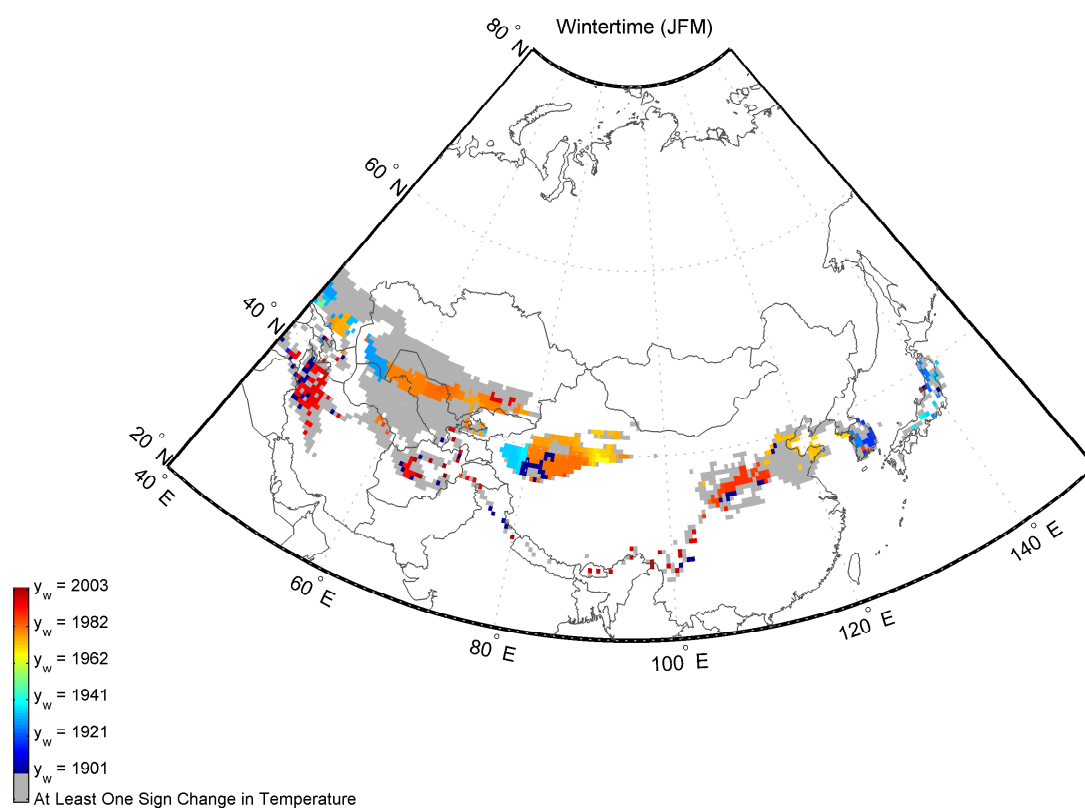 Wintertime (JFM)
80° N
60° N
40° N
20° N
40° E
60° E
80° E
100° E
120° E
140° E
y_w = 2003
y_w = 1982
y_w = 1962
y_w = 1941
y_w = 1921
y_w = 1901
At Least One Sign Change in Temperature